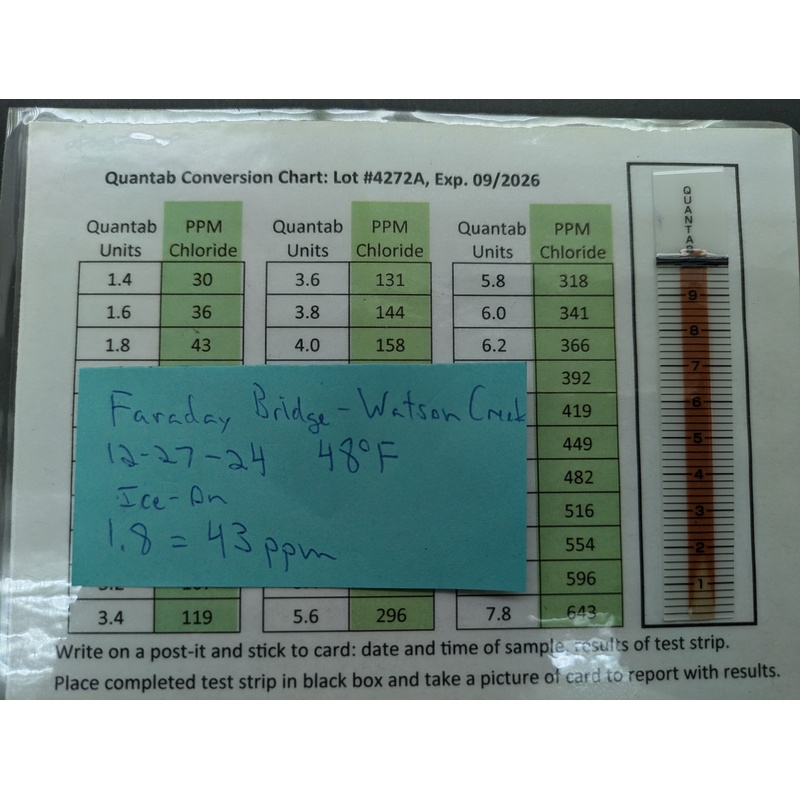 Quantab Conversion Chart: Lot #4272A, Exp. 09/2026
Quantab Units PPM Chloride Quantab Units PPM Chloride Quantab Units PPM Chloride
1.4 30 3.6 131 5.8 318
1.6 36 3.8 144 6.0 341
1.8 43 4.0 158 6.2 366
392
419
449
482
516
554
596
3.4 119 5.6 296 7.8 643
Faraday Bridge - Watson Creek
12-27-24 48°F
Ice-On
1.8 = 43 ppm
QUANTAB
9
8
7
6
5
4
3
2
1
Write on a post-it and stick to card: date and time of sample, results of test strip.
Place completed test strip in black box and take a picture of card to report with results.